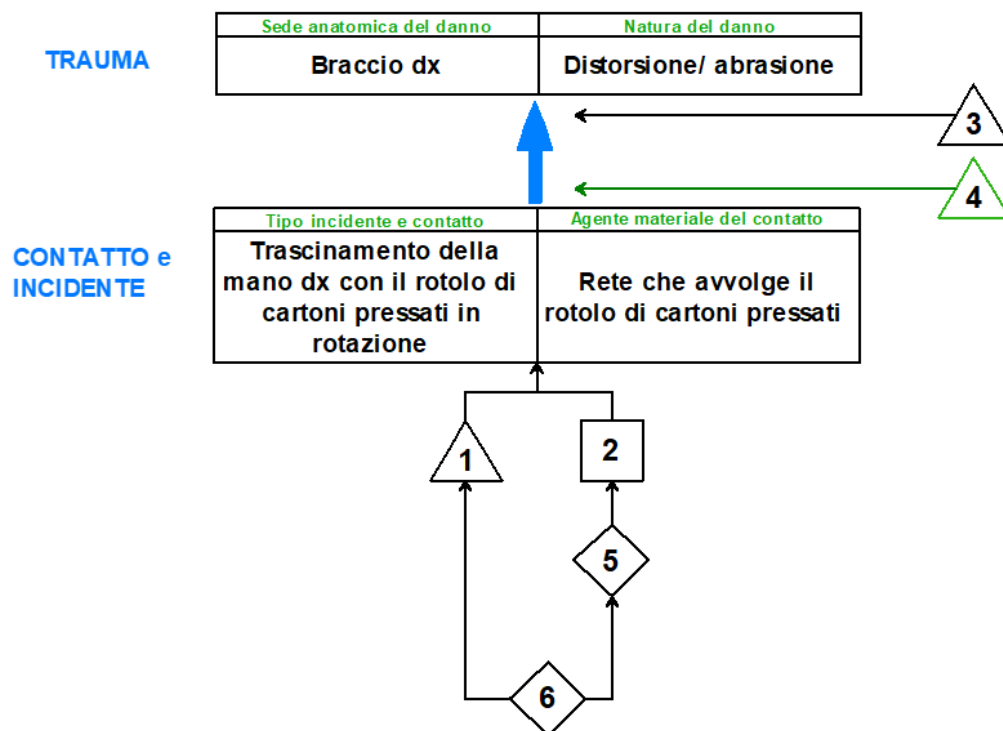 Sede anatomica del danno
Natura del danno
TRAUMA
Braccio dx
Distorsione/ abrasione
3
4
Tipo incidente e contatto
Agente materiale del contatto
CONTATTO e
INCIDENTE
Trascinamento della
mano dx con il rotolo di
cartoni pressati in
rotazione
Rete che avvolge il
rotolo di cartoni pressati
1
2
5
6